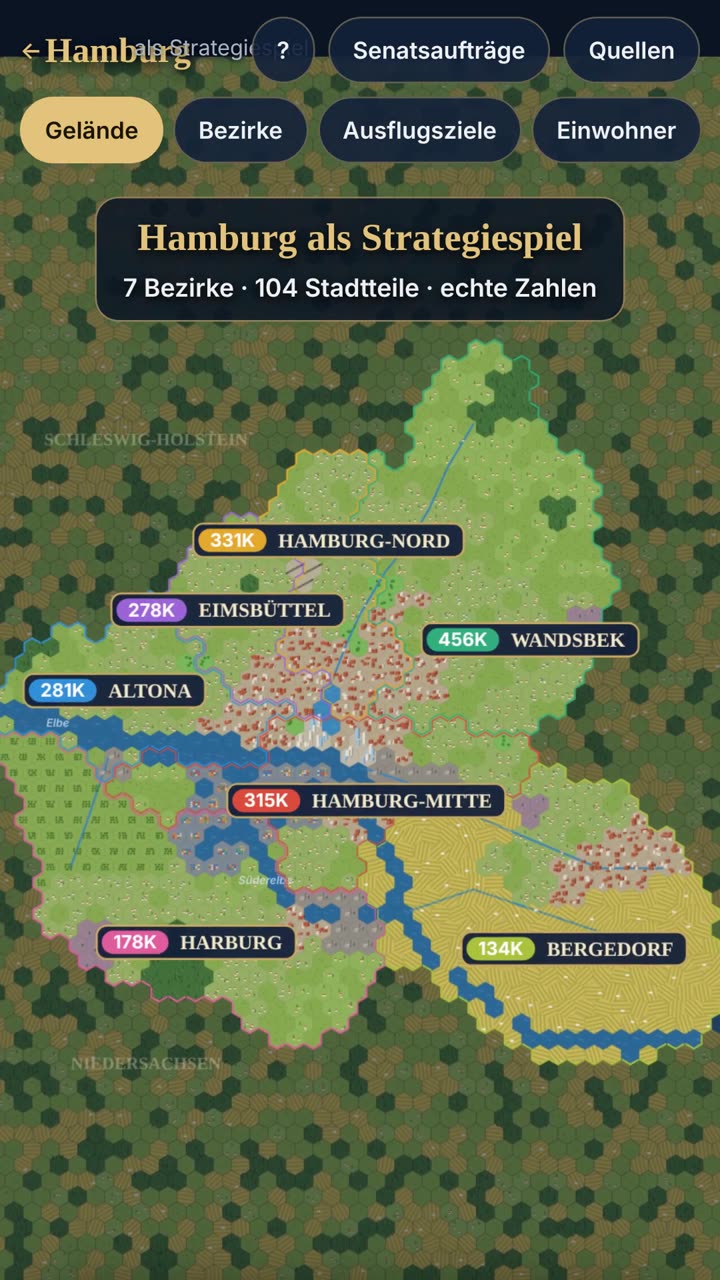 ← Hamburg als Strategiespiel ? Senatsaufträge Quellen
Gelände Bezirke Ausflugsziele Einwohner
Hamburg als Strategiespiel
7 Bezirke · 104 Stadtteile · echte Zahlen
SCHLESWIG-HOLSTEIN
331K HAMBURG-NORD
278K EIMSBÜTTEL
456K WANDSBEK
281K ALTONA
Elbe
315K HAMBURG-MITTE
Süderelbe
178K HARBURG
134K BERGEDORF
NIEDERSACHSEN